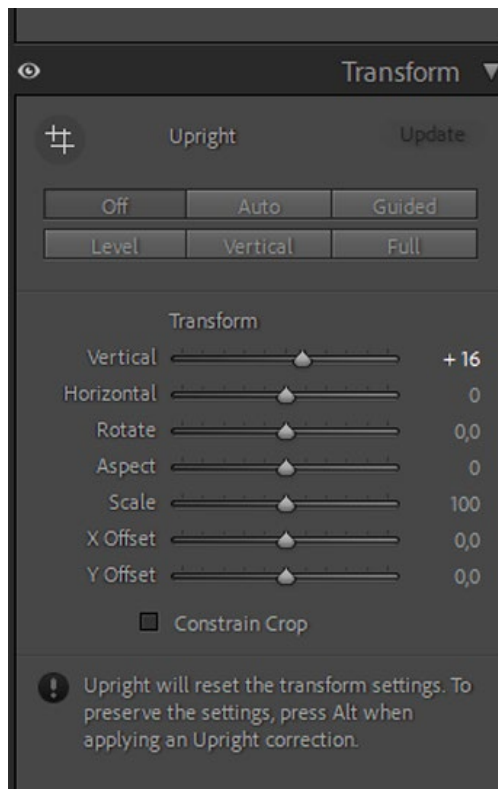 Transform
Upright Update
Off Auto Guided
Level Vertical Full
Transform
Vertical + 16
Horizontal 0
Rotate 0,0
Aspect 0
Scale 100
X Offset 0,0
Y Offset 0,0
Constrain Crop
Upright will reset the transform settings. To
preserve the settings, press Alt when
applying an Upright correction.